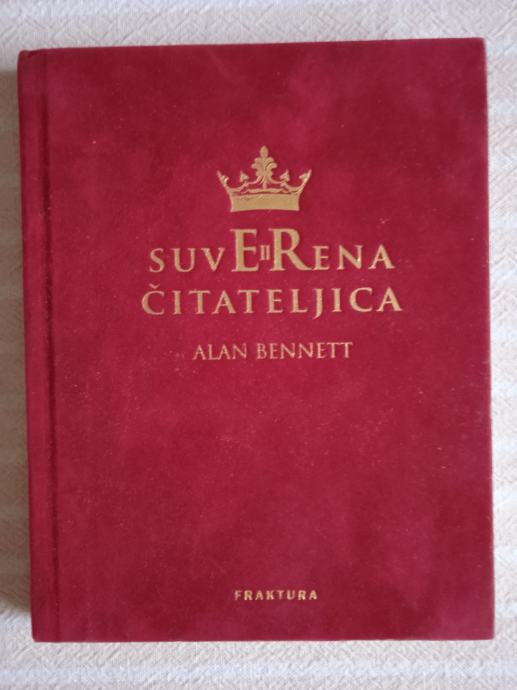 SUVEIIRENA
ČITATELJICA
ALAN BENNETT
FRAKTURA